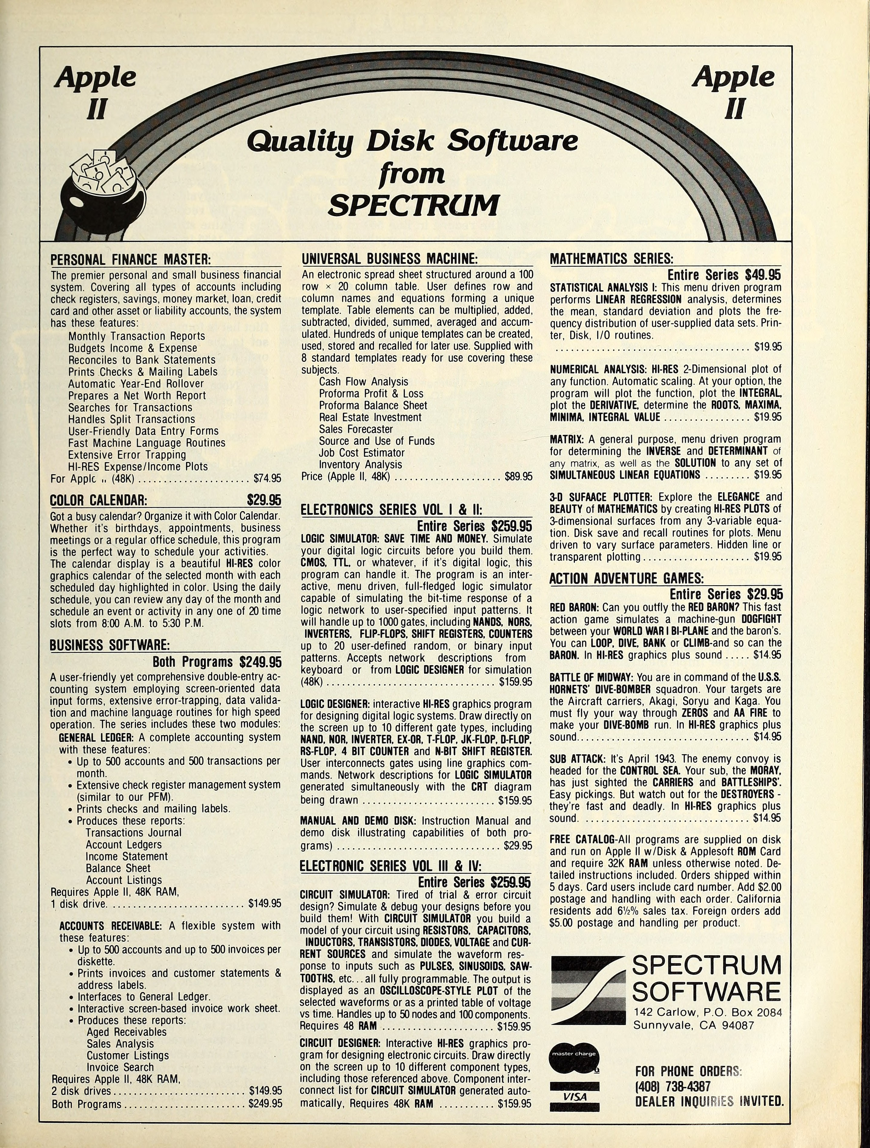 Apple
II
Apple
II
Quality Disk Software
from
SPECTRUM
PERSONAL FINANCE MASTER:
The premier personal and small business financial
system. Covering all types of accounts including
check registers, savings, money market, loan, credit
card and other asset or liability accounts, the system
has these features:
Monthly Transaction Reports
Budgets Income & Expense
Reconciles to Bank Statements
Prints Checks & Mailing Labels
Automatic Year-End Rollover
Prepares a Net Worth Report
Searches for Transactions
Handles Split Transactions
User-Friendly Data Entry Forms
Fast Machine Language Routines
Extensive Error Trapping
HI-RES Expense/Income Plots
For Apple (48K) ........................ $74.95
COLOR CALENDAR: $29.95
Got a busy calendar? Organize it with Color Calendar.
Whether it's birthdays, appointments, business
meetings or a regular office schedule, this program
is the perfect way to schedule your activities.
The calendar display is a beautiful HI-RES color
graphics calendar of the selected month with each
scheduled day highlighted in color. Using the daily
schedule, you can review any day of the month and
schedule an event or activity in any one of 20 time
slots from 8:00 A.M. to 5:30 P.M.
BUSINESS SOFTWARE:
Both Programs $249.95
A user-friendly yet comprehensive double-entry ac-
counting system employing screen-oriented data
input forms, extensive error-trapping, data valida-
tion and machine language routines for high speed
operation. The series includes these two modules:
GENERAL LEDGER: A complete accounting system
with these features:
• Up to 500 accounts and 500 transactions per
month.
• Extensive check register management system
(similar to our PFM).
• Prints checks and mailing labels.
• Produces these reports:
Transactions Journal
Account Ledgers
Income Statement
Balance Sheet
Account Listings
Requires Apple II, 48K RAM,
1 disk drive. ........................ $149.95
ACCOUNTS RECEIVABLE: A flexible system with
these features:
• Up to 500 accounts and up to 500 invoices per
diskette.
• Prints invoices and customer statements &
address labels.
• Interfaces to General Ledger.
• Interactive screen-based invoice work sheet.
• Produces these reports:
Aged Receivables
Sales Analysis
Customer Listings
Invoice Search
Requires Apple II, 48K RAM,
2 disk drives ........................ $149.95
Both Programs ........................ $249.95
UNIVERSAL BUSINESS MACHINE:
An electronic spread sheet structured around a 100
row × 20 column table. User defines row and
column names and equations forming a unique
template. Table elements can be multiplied, added,
subtracted, divided, summed, averaged and accum-
ulated. Hundreds of unique templates can be created,
used, stored and recalled for later use. Supplied with
8 standard templates ready for use covering these
subjects.
Cash Flow Analysis
Proforma Profit & Loss
Proforma Balance Sheet
Real Estate Investment
Sales Forecaster
Source and Use of Funds
Job Cost Estimator
Inventory Analysis
Price (Apple II, 48K) ..................... $89.95
ELECTRONICS SERIES VOL I & II:
Entire Series $259.95
LOGIC SIMULATOR: SAVE TIME AND MONEY. Simulate
your digital logic circuits before you build them.
CMOS, TTL, or whatever, if it's digital logic, this
program can handle it. The program is an inter-
active, menu driven, full-fledged logic simulator
capable of simulating the bit-time response of a
logic network to user-specified input patterns. It
will handle up to 1000 gates, including NANDS, NORS,
INVERTERS, FLIP-FLOPS, SHIFT REGISTERS, COUNTERS
up to 20 user-defined random, or binary input
patterns. Accepts network descriptions from
keyboard or from LOGIC DESIGNER for simulation
(48K) ................................. $159.95
LOGIC DESIGNER: interactive HI-RES graphics program
for designing digital logic systems. Draw directly on
the screen up to 10 different gate types, including
NAND, NOR, INVERTER, EX-OR, T-FLOP, JK-FLOP, D-FLOP,
RS-FLOP, 4 BIT COUNTER and N-BIT SHIFT REGISTER.
User interconnects gates using line graphics com-
mands. Network descriptions for LOGIC SIMULATOR
generated simultaneously with the CRT diagram
being drawn ......................... $159.95
MANUAL AND DEMO DISK: Instruction Manual and
demo disk illustrating capabilities of both pro-
grams) ............................... $29.95
ELECTRONIC SERIES VOL III & IV:
Entire Series $259.95
CIRCUIT SIMULATOR: Tired of trial & error circuit
design? Simulate & debug your designs before you
build them! With CIRCUIT SIMULATOR you build a
model of your circuit using RESISTORS, CAPACITORS,
INDUCTORS, TRANSISTORS, DIODES, VOLTAGE and CUR-
RENT SOURCES and simulate the waveform res-
ponse to inputs such as PULSES, SINUSOIDS, SAW-
TOOTHS, etc... all fully programmable. The output is
displayed as an OSCILLOSCOPE-STYLE PLOT of the
selected waveforms or as a printed table of voltage
vs time. Handles up to 50 nodes and 100 components.
Requires 48 RAM ...................... $159.95
CIRCUIT DESIGNER: Interactive HI-RES graphics pro-
gram for designing electronic circuits. Draw directly
on the screen up to 10 different component types,
including those referenced above. Component inter-
connect list for CIRCUIT SIMULATOR generated auto-
matically, Requires 48K RAM ........... $159.95
MATHEMATICS SERIES:
Entire Series $49.95
STATISTICAL ANALYSIS I: This menu driven program
performs LINEAR REGRESSION analysis, determines
the mean, standard deviation and plots the fre-
quency distribution of user-supplied data sets. Prin-
ter, Disk, I/O routines.
................................... $19.95
NUMERICAL ANALYSIS: HI-RES 2-Dimensional plot of
any function. Automatic scaling. At your option, the
program will plot the function, plot the INTEGRAL,
plot the DERIVATIVE, determine the ROOTS, MAXIMA,
MINIMA, INTEGRAL VALUE ................. $19.95
MATRIX: A general purpose, menu driven program
for determining the INVERSE and DETERMINANT of
any matrix, as well as the SOLUTION to any set of
SIMULTANEOUS LINEAR EQUATIONS ......... $19.95
3-D SUFAACE PLOTTER: Explore the ELEGANCE and
BEAUTY of MATHEMATICS by creating HI-RES PLOTS of
3-dimensional surfaces from any 3-variable equa-
tion. Disk save and recall routines for plots. Menu
driven to vary surface parameters. Hidden line or
transparent plotting ..................... $19.95
ACTION ADVENTURE GAMES:
Entire Series $29.95
RED BARON: Can you outfly the RED BARON? This fast
action game simulates a machine-gun DOGFIGHT
between your WORLD WAR I BI-PLANE and the baron's.
You can LOOP, DIVE, BANK or CLIMB-and so can the
BARON. In HI-RES graphics plus sound ..... $14.95
BATTLE OF MIDWAY: You are in command of the U.S.S.
HORNETS' DIVE-BOMBER squadron. Your targets are
the Aircraft carriers, Akagi, Soryu and Kaga. You
must fly your way through ZEROS and AA FIRE to
make your DIVE-BOMB run. In HI-RES graphics plus
sound................................. $14.95
SUB ATTACK: It's April 1943. The enemy convoy is
headed for the CONTROL SEA. Your sub, the MORAY,
has just sighted the CARRIERS and BATTLESHIPS'.
Easy pickings. But watch out for the DESTROYERS -
they're fast and deadly. In HI-RES graphics plus
sound. ................................ $14.95
FREE CATALOG-All programs are supplied on disk
and run on Apple II w/Disk & Applesoft ROM Card
and require 32K RAM unless otherwise noted. De-
tailed instructions included. Orders shipped within
5 days. Card users include card number. Add $2.00
postage and handling with each order. California
residents add 6½% sales tax. Foreign orders add
$5.00 postage and handling per product.
SPECTRUM
SOFTWARE
142 Carlow, P.O. Box 2084
Sunnyvale, CA 94087
master charge
VISA
FOR PHONE ORDERS:
(408) 738-4387
DEALER INQUIRIES INVITED.